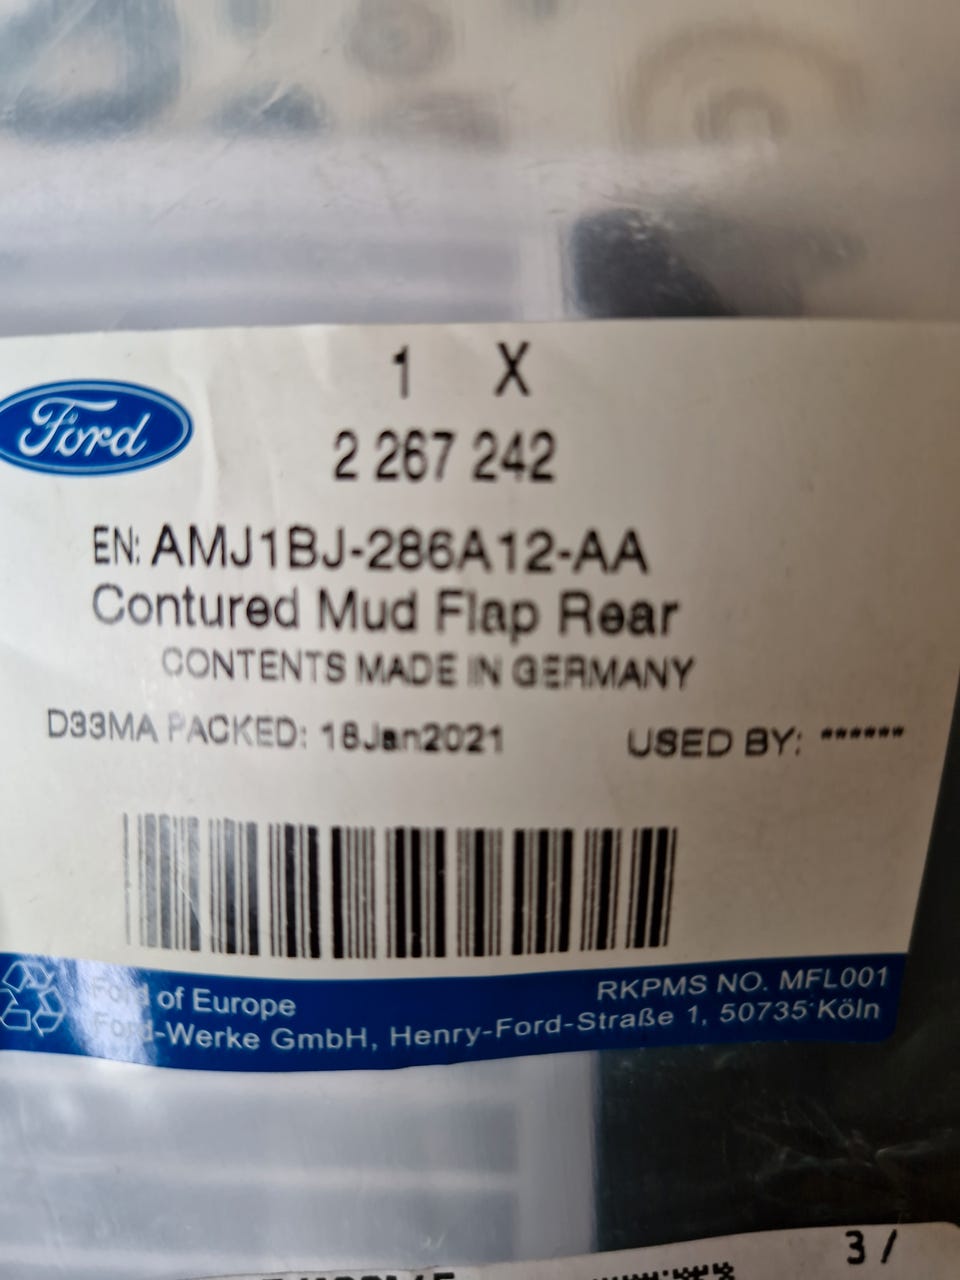 1 X
Ford
2 267 242
EN: AMJ1BJ-286A12-AA
Contured Mud Flap Rear
CONTENTS MADE IN GERMANY
D33MA PACKED: 18Jan2021 USED BY: ******
Ford of Europe RKPMS NO. MFL001
Ford-Werke GmbH, Henry-Ford-Straße 1, 50735 Köln
3 /